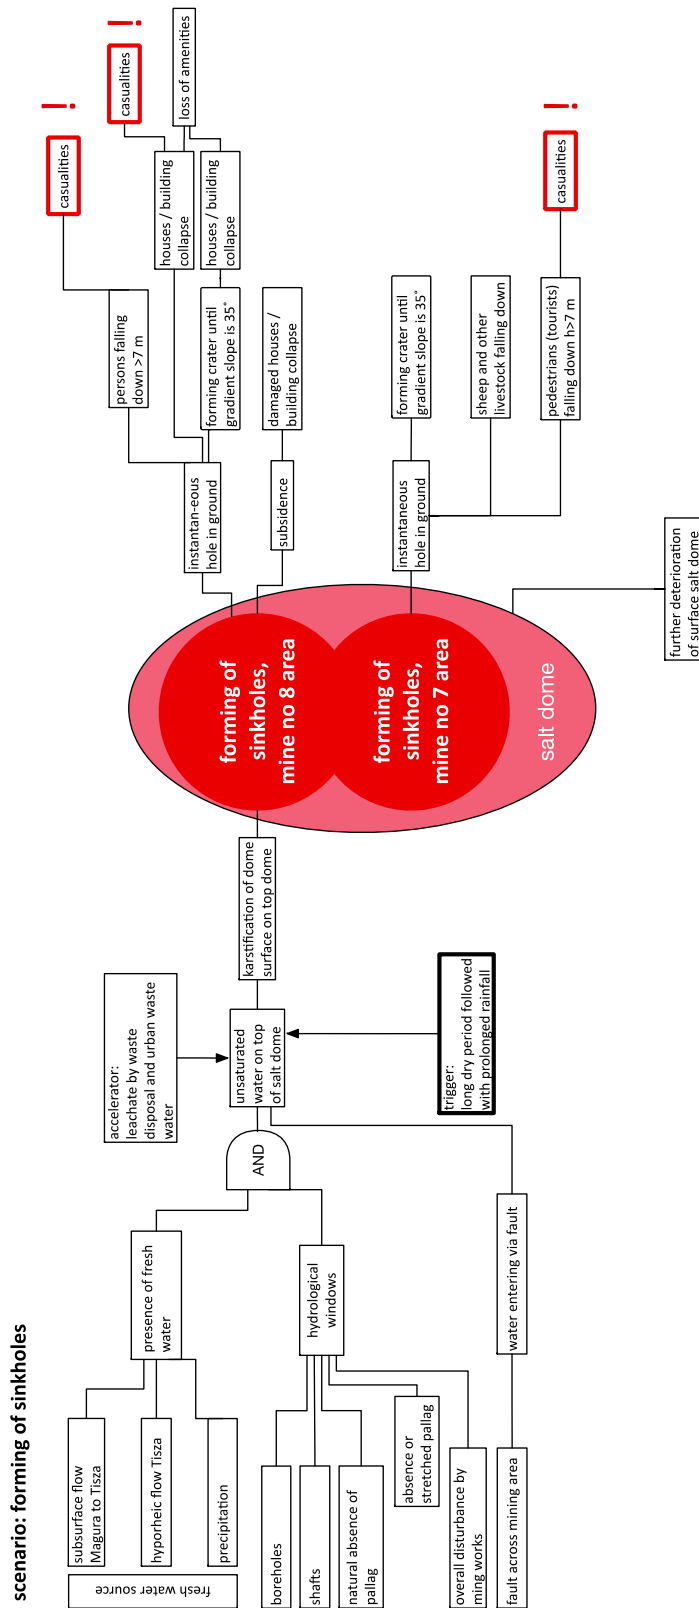 scenario: forming of sinkholes
fresh water source
subsurface flow
Magura to Tisza
hyporheic flow Tisza
precipitation
boreholes
shafts
natural absence of
pallag
absence or
stretched pallag
overall disturbance by
ming works
fault across mining area
presence of fresh
water
hydrological
windows
water entering via fault
AND
accelerator:
leachate by waste
disposal and urban waste
water
unsaturated
water on top
of salt dome
trigger:
long dry period followed
with prolonged rainfall
karstification of dome
surface on top dome
forming of
sinkholes,
mine no 8 area
forming of
sinkholes,
mine no 7 area
salt dome
instantan-eous
hole in ground
subsidence
instantaneous
hole in ground
further deterioration
of surface salt dome
persons falling
down >7 m
forming crater until
gradient slope is 35°
damaged houses /
building collapse
forming crater until
gradient slope is 35°
sheep and other
livestock falling down
pedestrians (tourists)
falling down h>7 m
houses / building
collapse
houses / building
collapse
casualities
!
casualities
!
loss of amenities
casualities
!